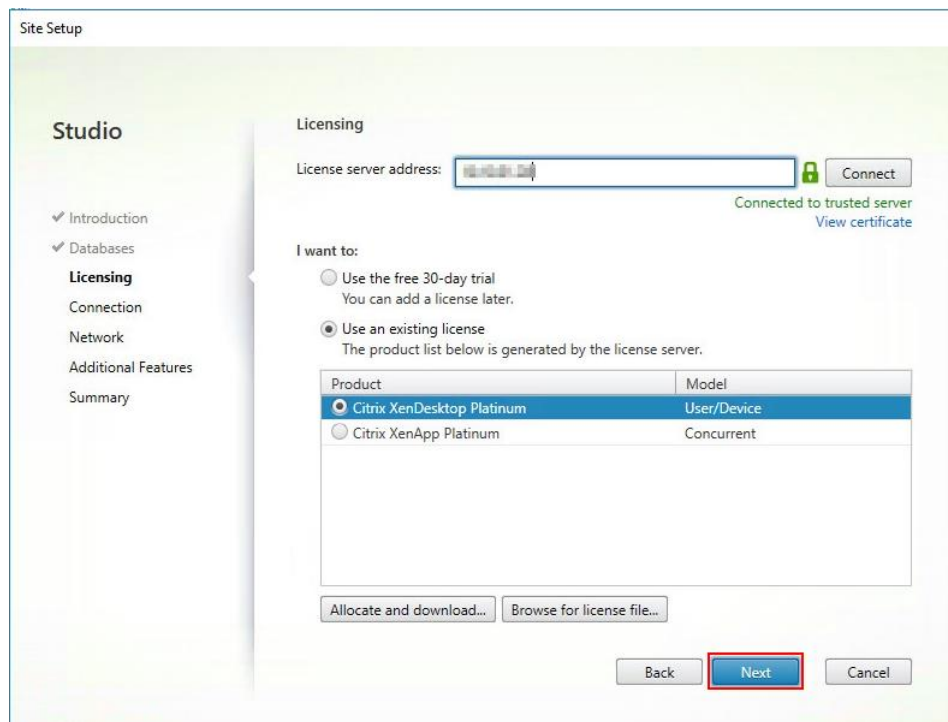 Site Setup
Studio
Introduction
Databases
Licensing
Connection
Network
Additional Features
Summary
Licensing
License server address:
Connect
Connected to trusted server
View certificate
I want to:
Use the free 30-day trial
You can add a license later.
Use an existing license
The product list below is generated by the license server.
Product Model
Citrix XenDesktop Platinum User/Device
Citrix XenApp Platinum Concurrent
Allocate and download... Browse for license file...
Back Next Cancel